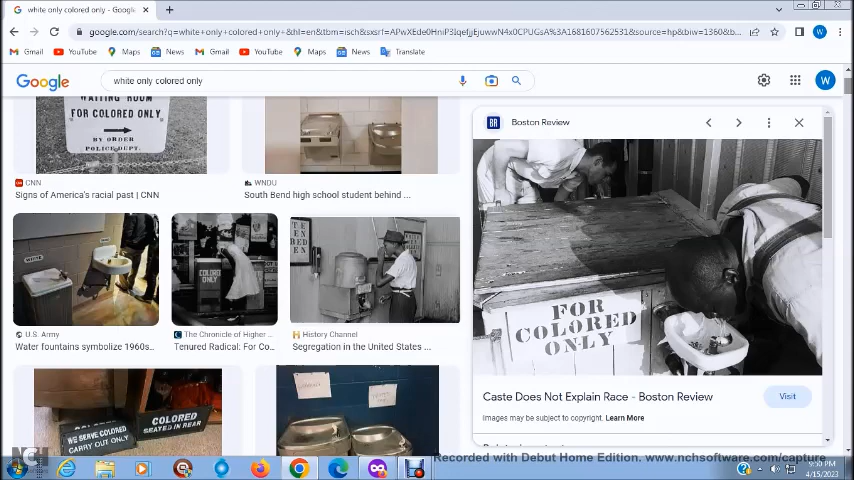 white only colored only - Google
google.com/search?q=white+only+colored+only+&hl=en&tbm=isch&sxsrf=APwXEde0HniP3IqefjjEjuwwN4x0CPUGsA%3A1681607562531&source=hp&biw=1360&b...
Gmail YouTube Maps News Gmail YouTube Maps News Translate
Google white only colored only W
WAITING ROOM
FOR COLORED ONLY
BY ORDER
POLICE DEPT.
BR Boston Review
CNN
Signs of America's racial past | CNN
WNDU
South Bend high school student behind ...
WHITE
COLORED
ONLY
FOR
COLORED
ONLY
U.S. Army
Water fountains symbolize 1960s...
The Chronicle of Higher ...
Tenured Radical: For Co...
History Channel
Segregation in the United States ...
Caste Does Not Explain Race - Boston Review
Visit
Images may be subject to copyright. Learn More
WE SERVE COLORED
CARRY OUT ONLY
COLORED
SEATED IN REAR
NCH
Recorded with Debut Home Edition. www.nchsoftware.com/capture
9:50 PM
4/15/2023